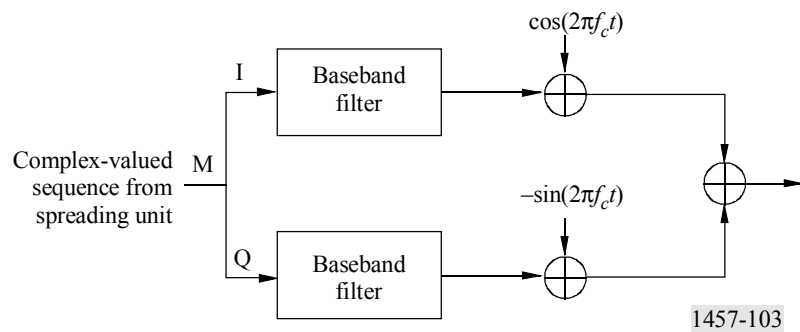 cos(2πf_ct)
I
Baseband
filter
Complex-valued
sequence from
spreading unit
M
–sin(2πf_ct)
Q
Baseband
filter
1457-103